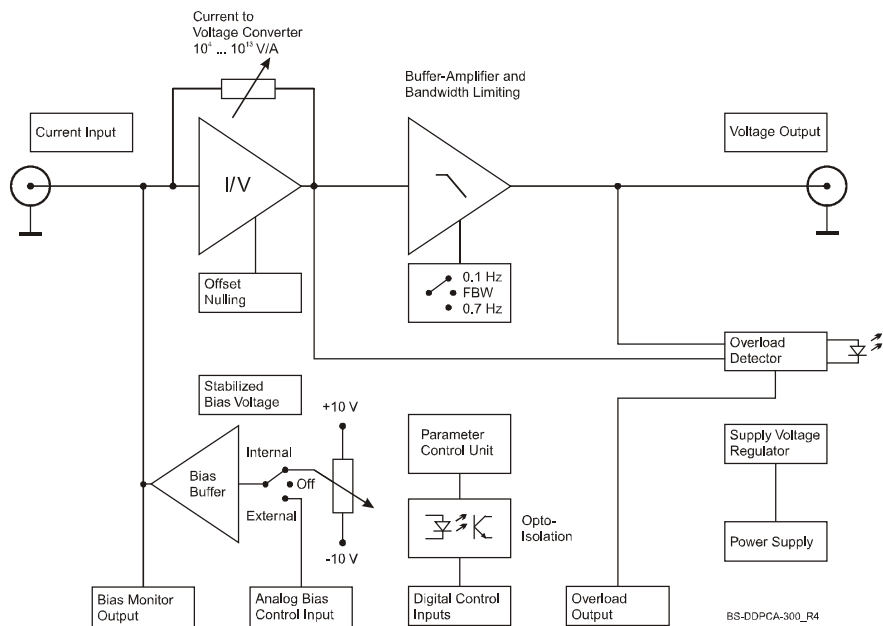 Current to
Voltage Converter
10⁴ ... 10¹³ V/A
Buffer-Amplifier and
Bandwidth Limiting
Current Input
Voltage Output
I/V
Offset
Nulling
0.1 Hz
FBW
0.7 Hz
Overload
Detector
Stabilized
Bias Voltage
+10 V
Parameter
Control Unit
Supply Voltage
Regulator
Internal
Bias
Buffer
Off
External
Opto-
Isolation
Power Supply
-10 V
Bias Monitor
Output
Analog Bias
Control Input
Digital Control
Inputs
Overload
Output
BS-DDPCA-300_R4